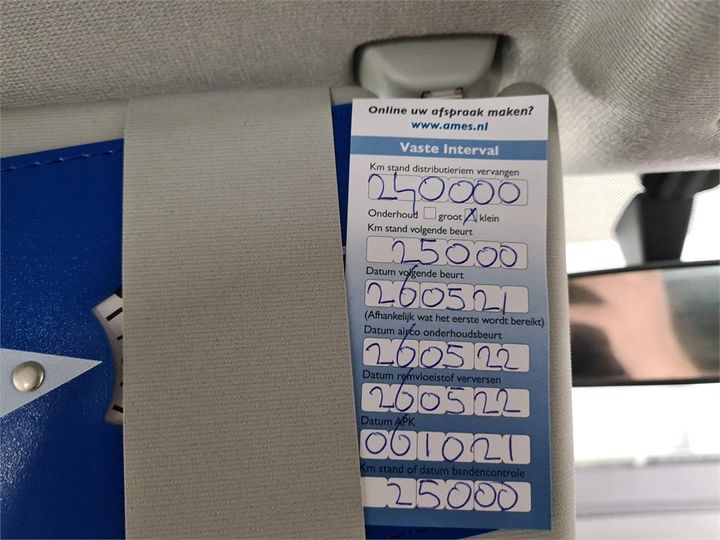 Online uw afspraak maken?
www.ames.nl
Vaste Interval
Km stand distributieriem vervangen
240000
Onderhoud groot X klein
Km stand volgende beurt
25000
Datum volgende beurt
260521
(Afhankelijk wat het eerste wordt bereikt)
Datum airco onderhoudsbeurt
260522
Datum remvloeistof verversen
260522
Datum APK
061021
Km stand of datum bandencontrole
25000